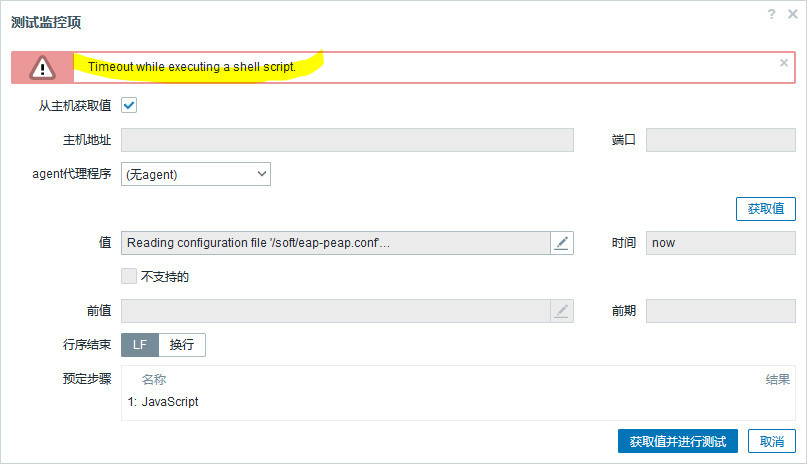 测试监控项
? ×
Timeout while executing a shell script. ×
从主机获取值
主机地址 端口
agent代理程序 (无agent)
获取值
值 Reading configuration file '/soft/eap-peap.conf'... 时间 now
不支持的
前值 前期
行序结束 LF 换行
预定步骤 名称 结果
1: JavaScript
获取值并进行测试 取消